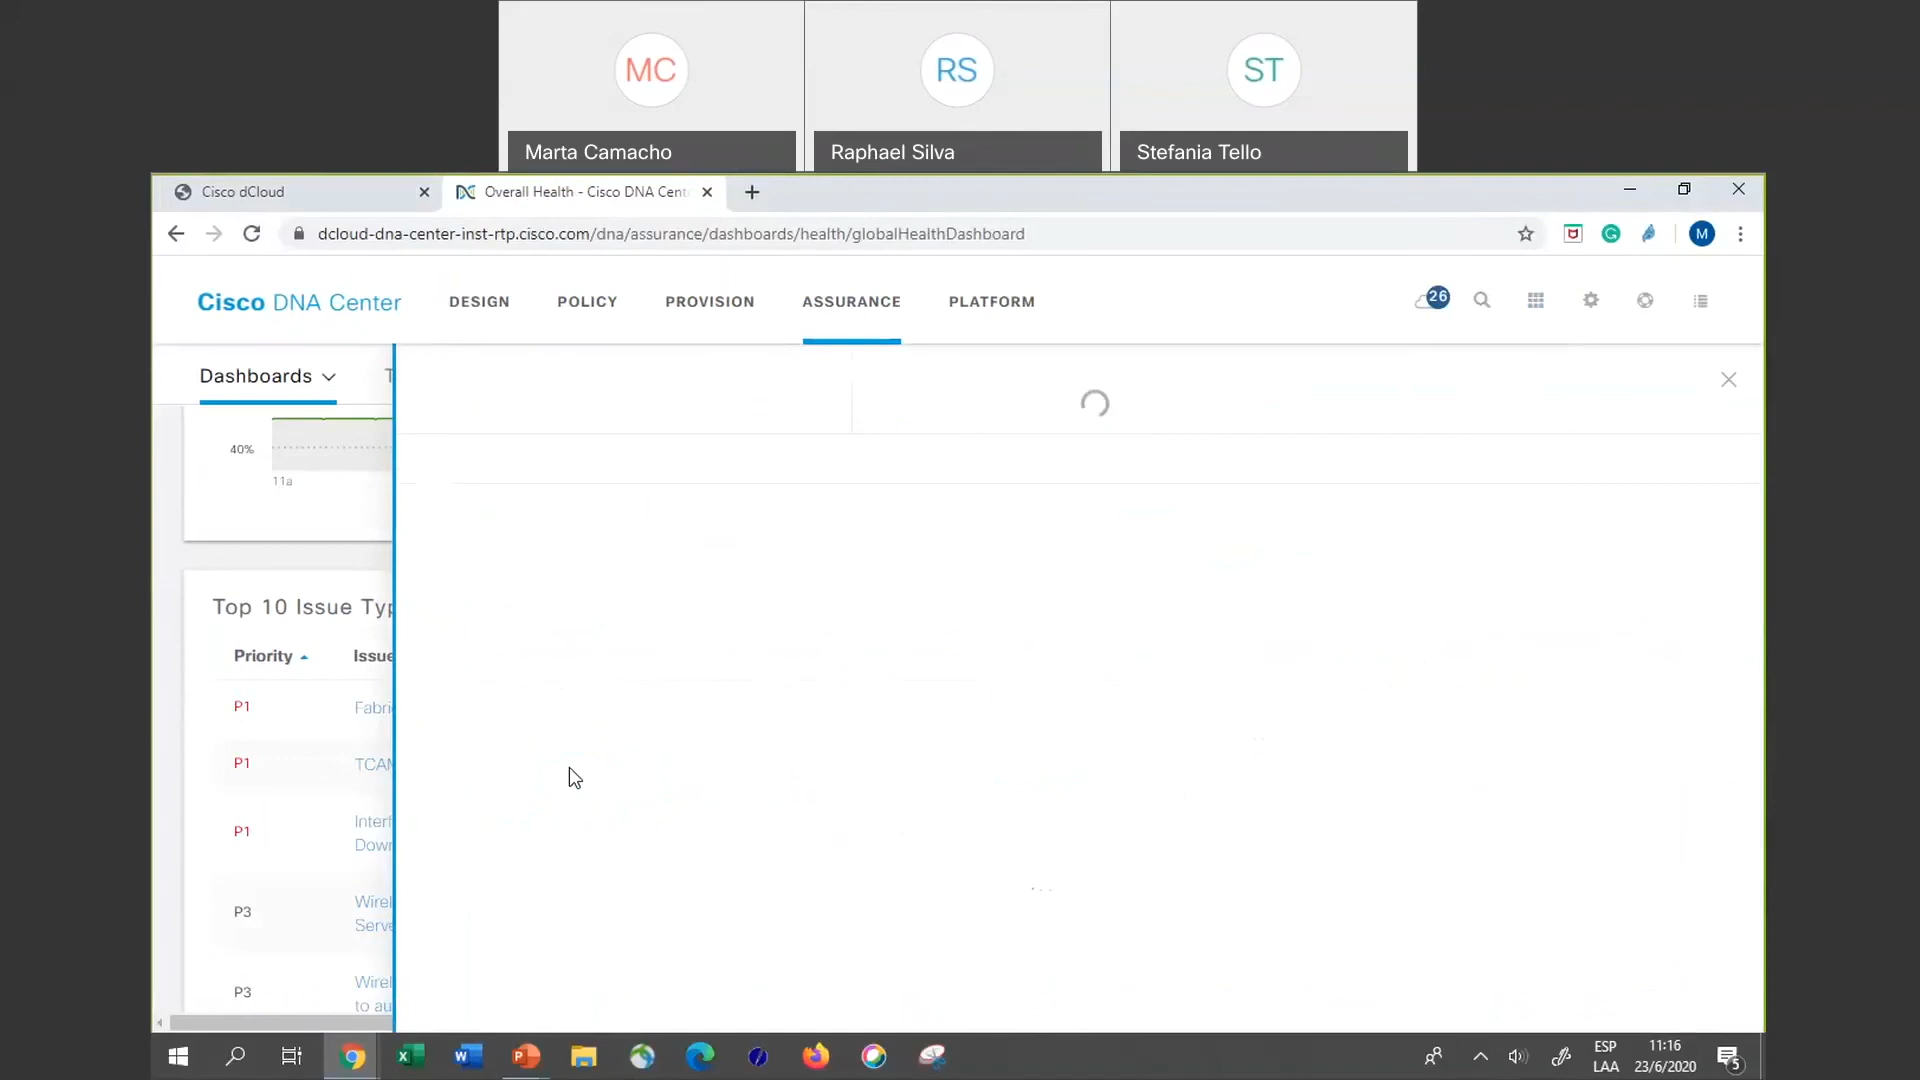 MC
RS
ST
Marta Camacho
Raphael Silva
Stefania Tello
Cisco dCloud
Overall Health - Cisco DNA Cent
dcloud-dna-center-inst-rtp.cisco.com/dna/assurance/dashboards/health/globalHealthDashboard
M
Cisco DNA Center
DESIGN
POLICY
PROVISION
ASSURANCE
PLATFORM
26
Dashboards
T
40%
11a
Top 10 Issue Typ
Priority
Issue
P1
Fabri
P1
TCAM
P1
Interf
Down
P3
Wirel
Serve
P3
Wirel
to au
ESP
LAA
11:16
23/6/2020
5